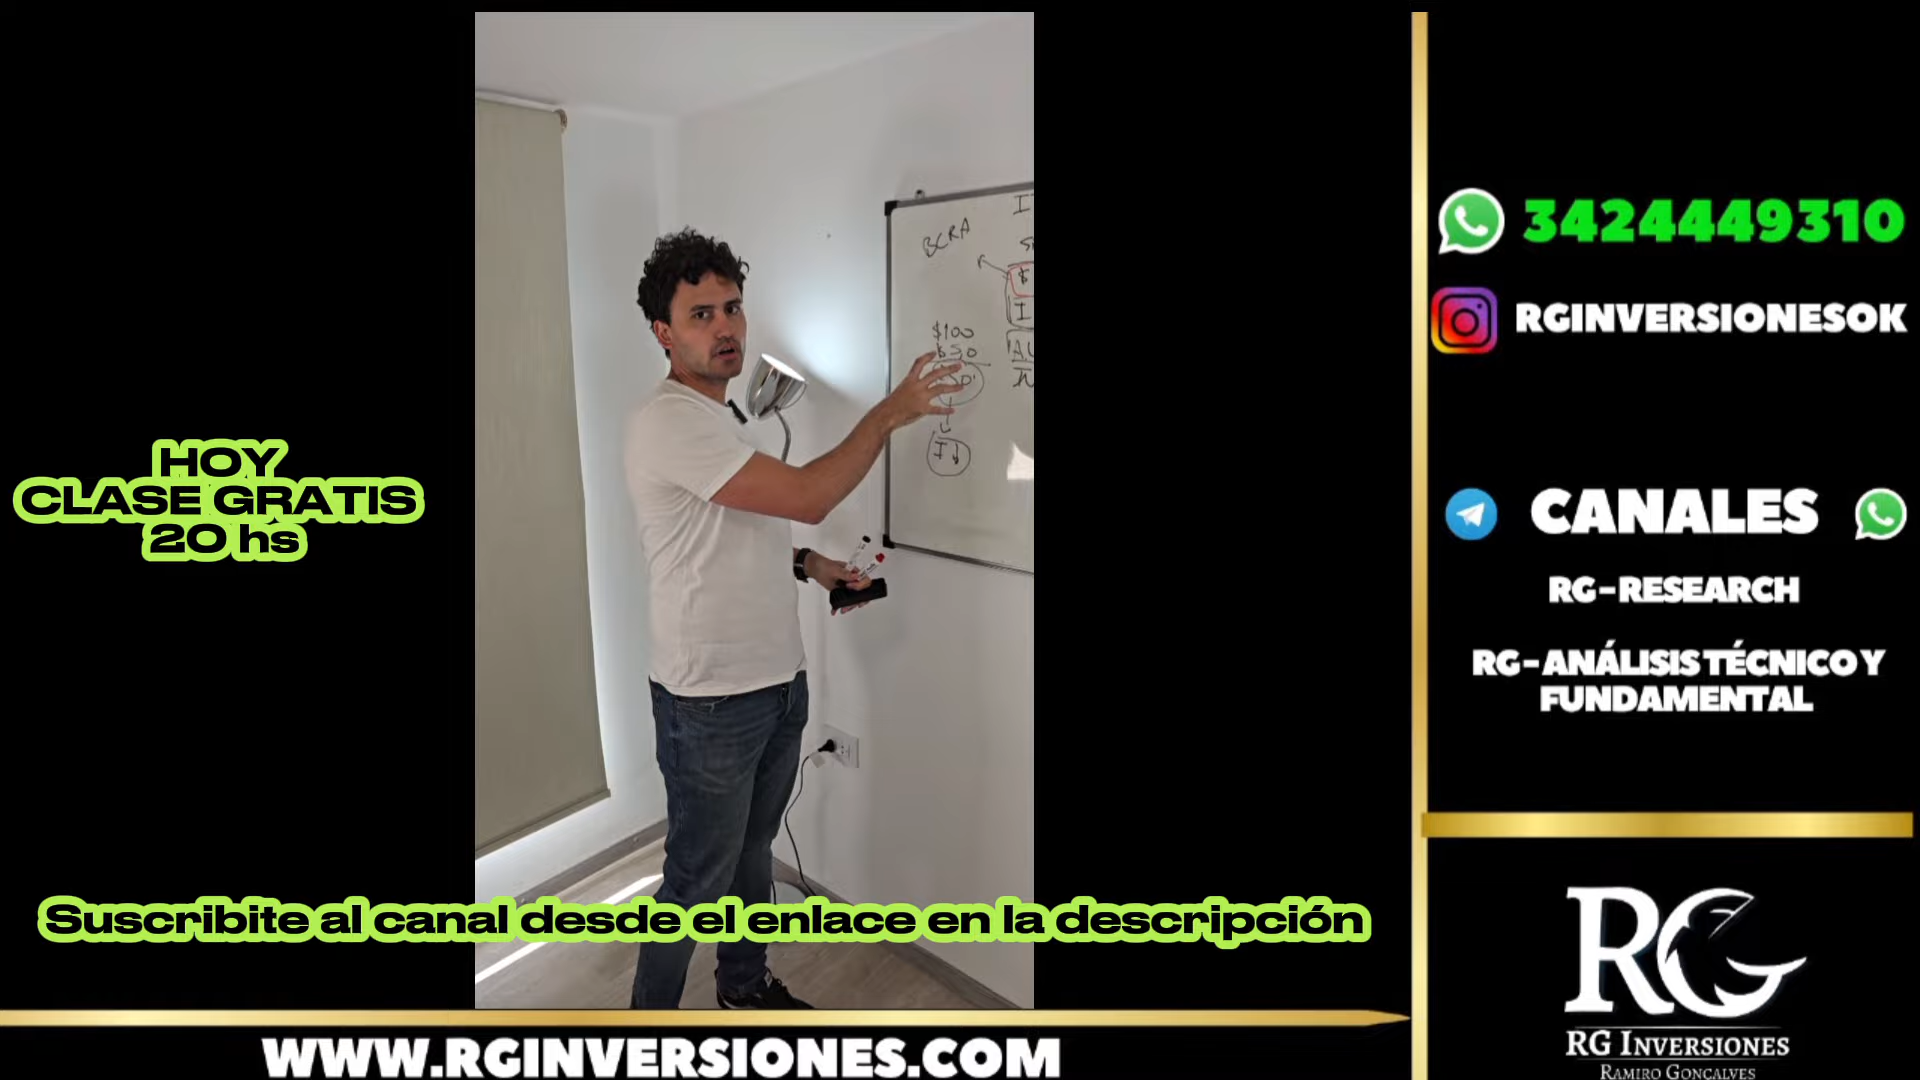 HOY
CLASE GRATIS
20 hs
BCRA
$100
$50
I↓
Suscribite al canal desde el enlace en la descripción
WWW.RGINVERSIONES.COM
3424449310
RGINVERSIONESOK
CANALES
RG-RESEARCH
RG-ANÁLISIS TÉCNICO Y
FUNDAMENTAL
RG
RG INVERSIONES
RAMIRO GONCALVES